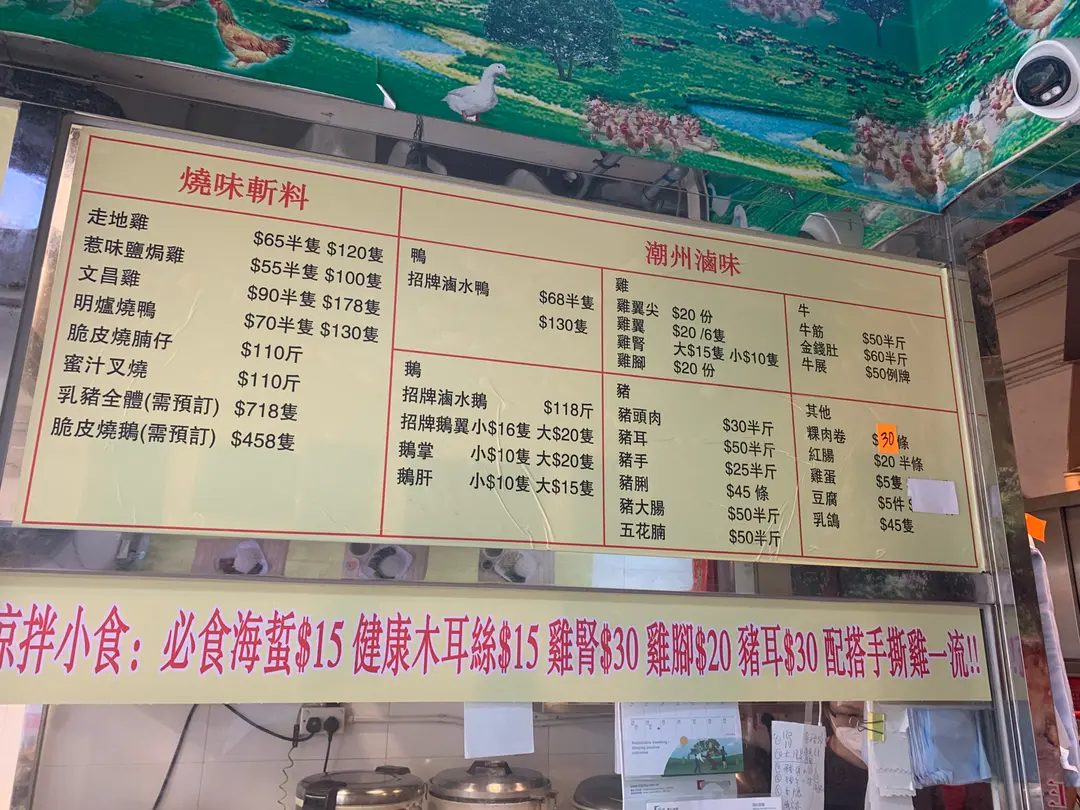 燒味斬料
走地雞 $65半隻 $120隻
惹味鹽焗雞 $55半隻 $100隻
文昌雞 $90半隻 $178隻
明爐燒鴨 $70半隻 $130隻
脆皮燒腩仔 $110斤
蜜汁叉燒 $110斤
乳豬全體(需預訂) $718隻
脆皮燒鵝(需預訂) $458隻
潮州滷味
鴨
招牌滷水鴨 $68半隻
$130隻
鵝
招牌滷水鵝 $118斤
招牌鵝翼 小$16隻 大$20隻
鵝掌 小$10隻 大$20隻
鵝肝 小$10隻 大$15隻
雞
雞翼尖 $20 份
雞翼 $20 /6隻
雞腎 大$15隻 小$10隻
雞腳 $20 份
豬
豬頭肉 $30半斤
豬耳 $50半斤
豬手 $25半斤
豬脷 $45 條
豬大腸 $50半斤
五花腩 $50半斤
牛
牛筋 $50半斤
金錢肚 $60半斤
牛展 $50例牌
其他
粿肉卷 $30條
紅腸 $20 半條
雞蛋 $5隻
豆腐 $5件
乳鴿 $45隻
涼拌小食：必食海蜇$15 健康木耳絲$15 雞腎$30 雞腳$20 豬耳$30 配搭手撕雞一流!!